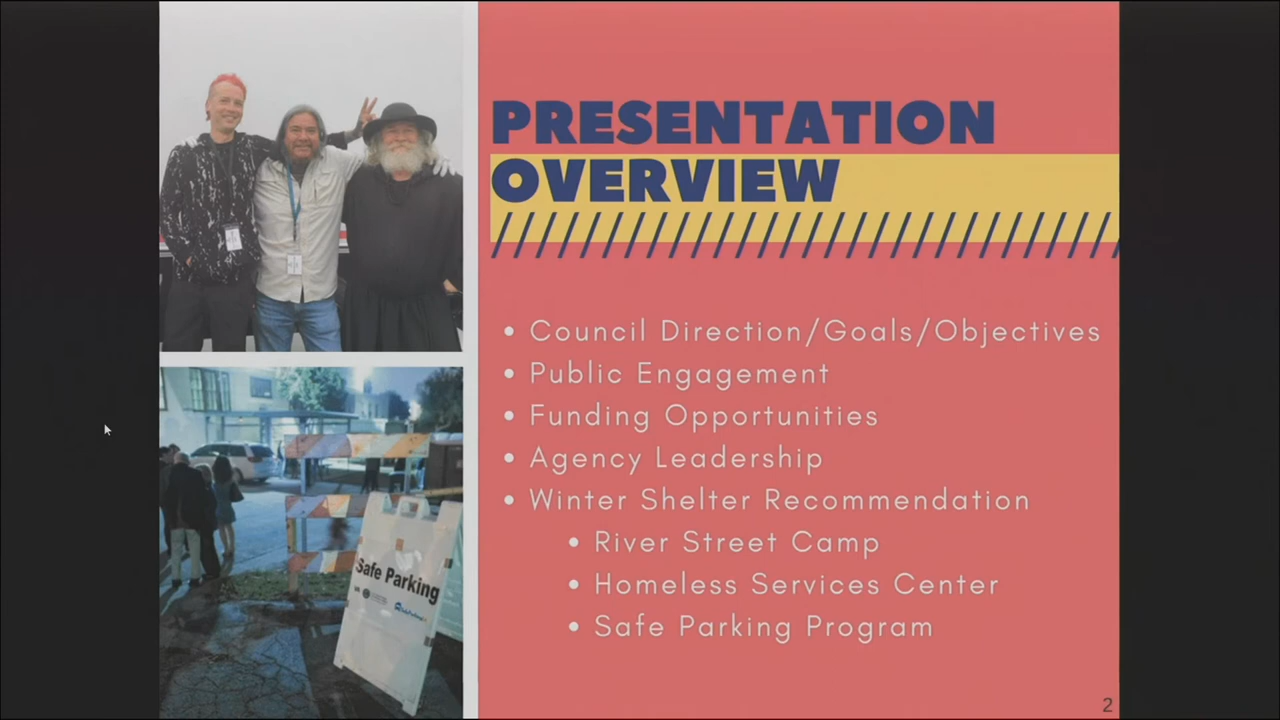 PRESENTATION
OVERVIEW
• Council Direction/Goals/Objectives
• Public Engagement
• Funding Opportunities
• Agency Leadership
• Winter Shelter Recommendation
• River Street Camp
• Homeless Services Center
• Safe Parking Program
Safe Parking
2